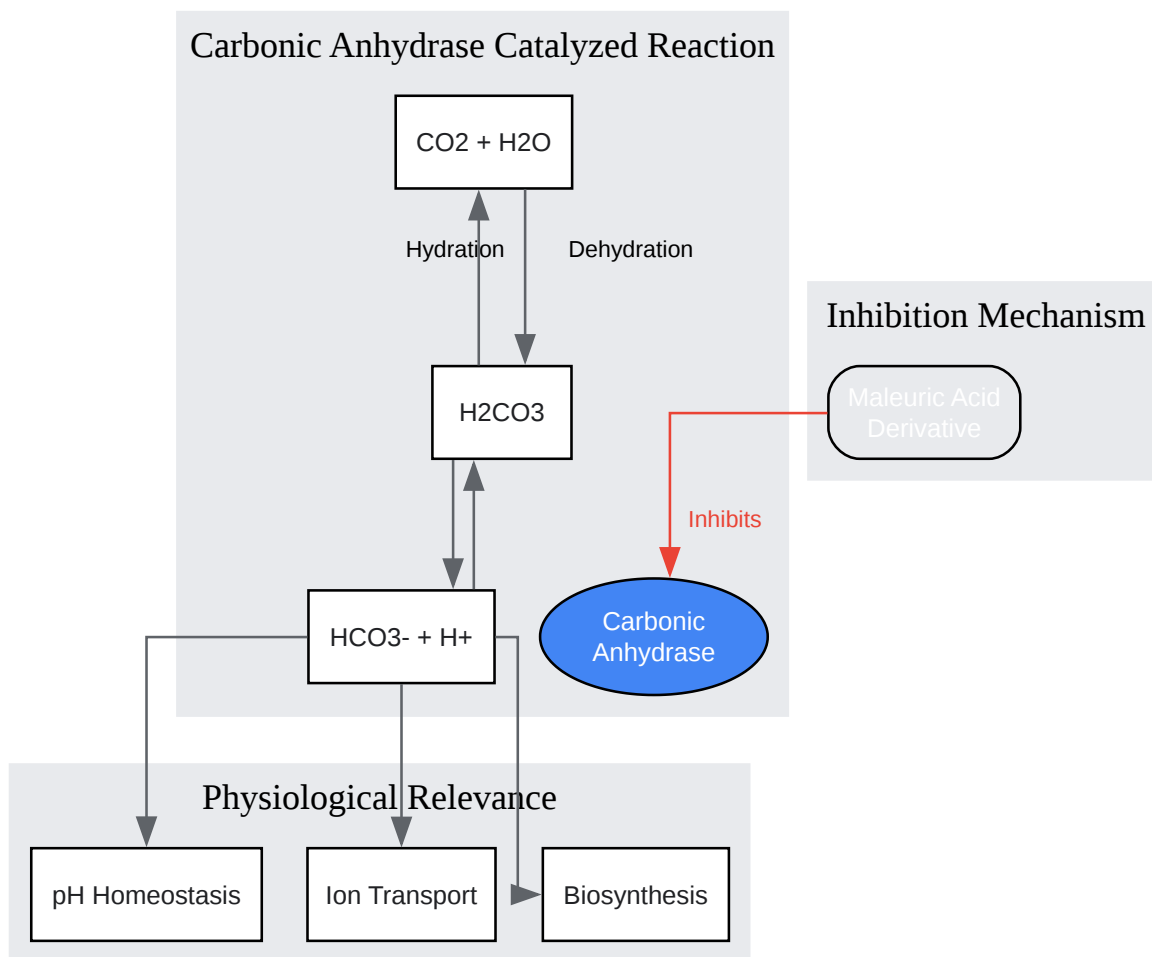 Carbonic Anhydrase Catalyzed Reaction
CO2 + H2O
Hydration
Dehydration
H2CO3
Inhibition Mechanism
Maleuric Acid
Derivative
Inhibits
HCO3- + H+
Carbonic
Anhydrase
Physiological Relevance
pH Homeostasis
Ion Transport
Biosynthesis